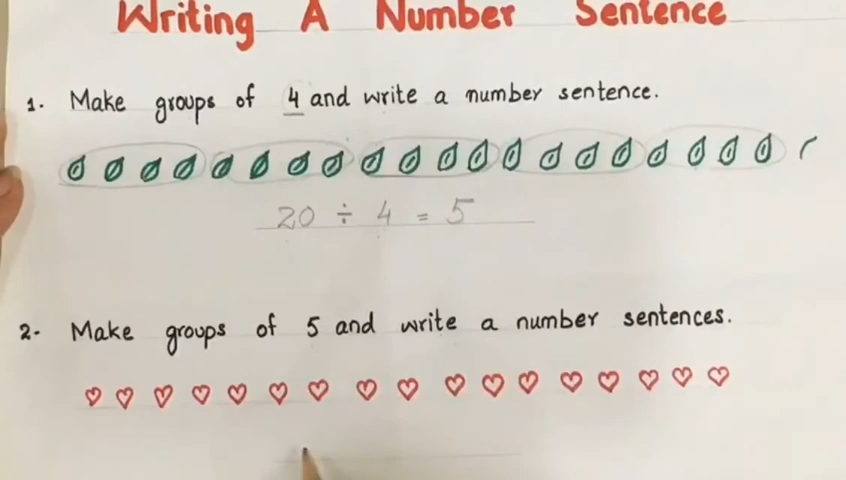 Writing A Number Sentence
1. Make groups of 4 and write a number sentence.
20 ÷ 4 = 5
2- Make groups of 5 and write a number sentences.